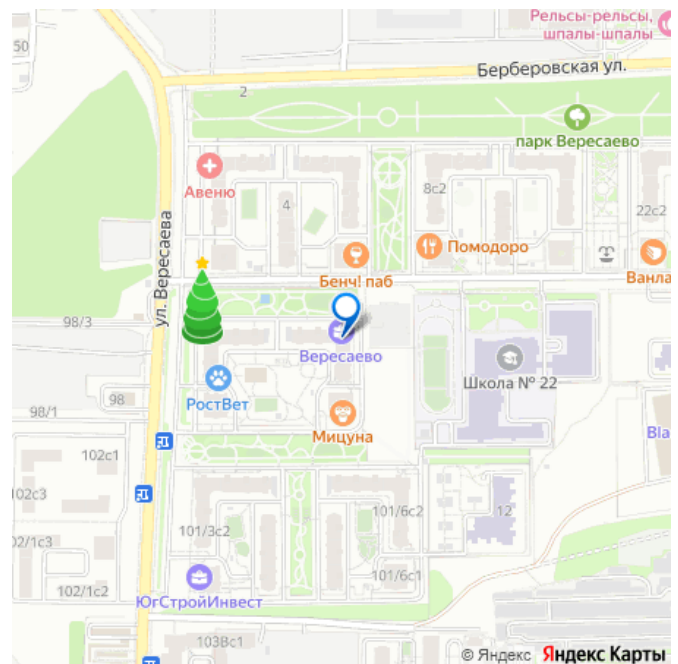 Рельсы-рельсы,
шпалы-шпалы
50
Берберовская ул.
2
парк Вересаево
Авеню
8с2
4
22с2
ул. Вересаева
Помодоро
Бенч! паб
Ванла
98/3
Вересаево
Школа № 22
РостВет
98
98/1
Мицуна
Bla
102с1
102с3
101/3с2
101/6с2
12
02/1с3
101/6с1
102/1с2
ЮгСтройИнвест
103Вс1
© Яндекс Яндекс Карты